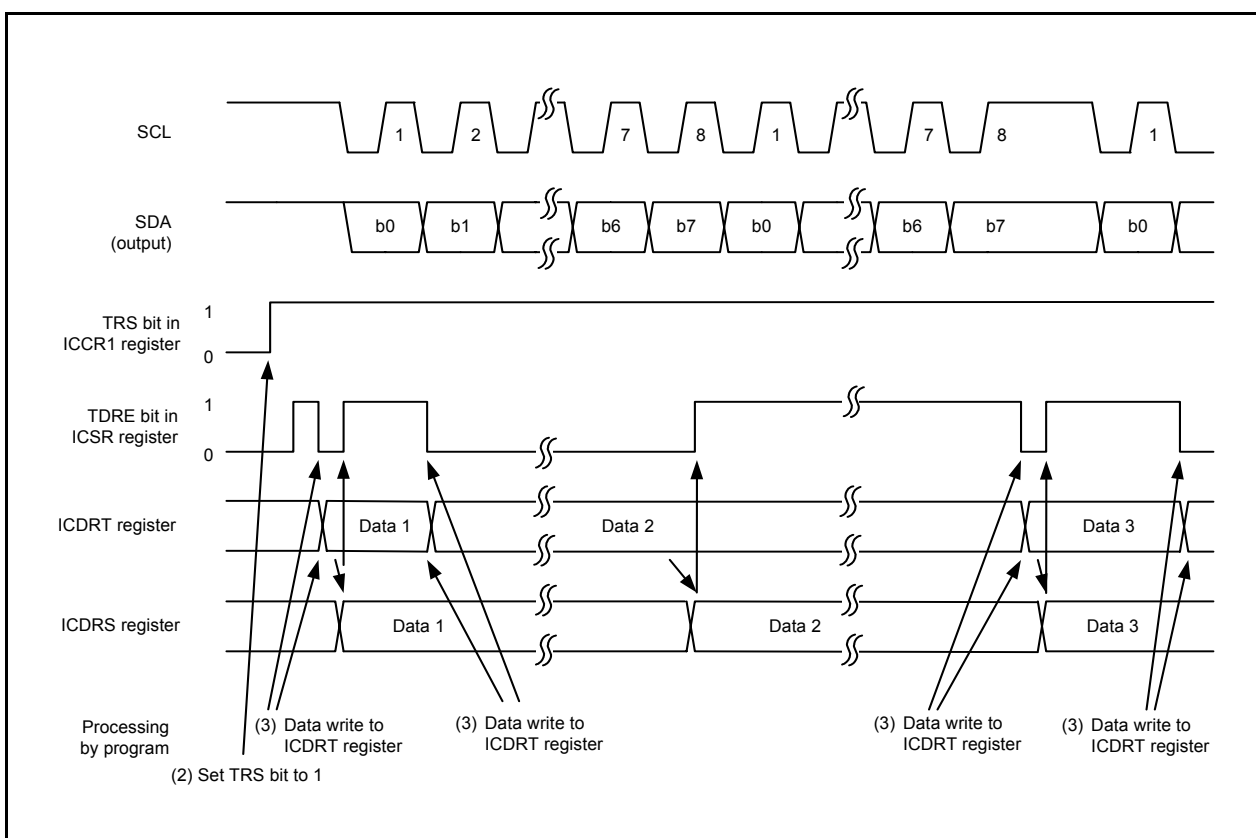 SCL
1 2 7 8 1 7 8 1
SDA
(output)
b0 b1 b6 b7 b0 b6 b7 b0
TRS bit in
ICCR1 register
1
0
TDRE bit in
ICSR register
1
0
ICDRT register
Data 1 Data 2 Data 3
ICDRS register
Data 1 Data 2 Data 3
Processing
by program
(3) Data write to
ICDRT register
(3) Data write to
ICDRT register
(3) Data write to
ICDRT register
(3) Data write to
ICDRT register
(2) Set TRS bit to 1